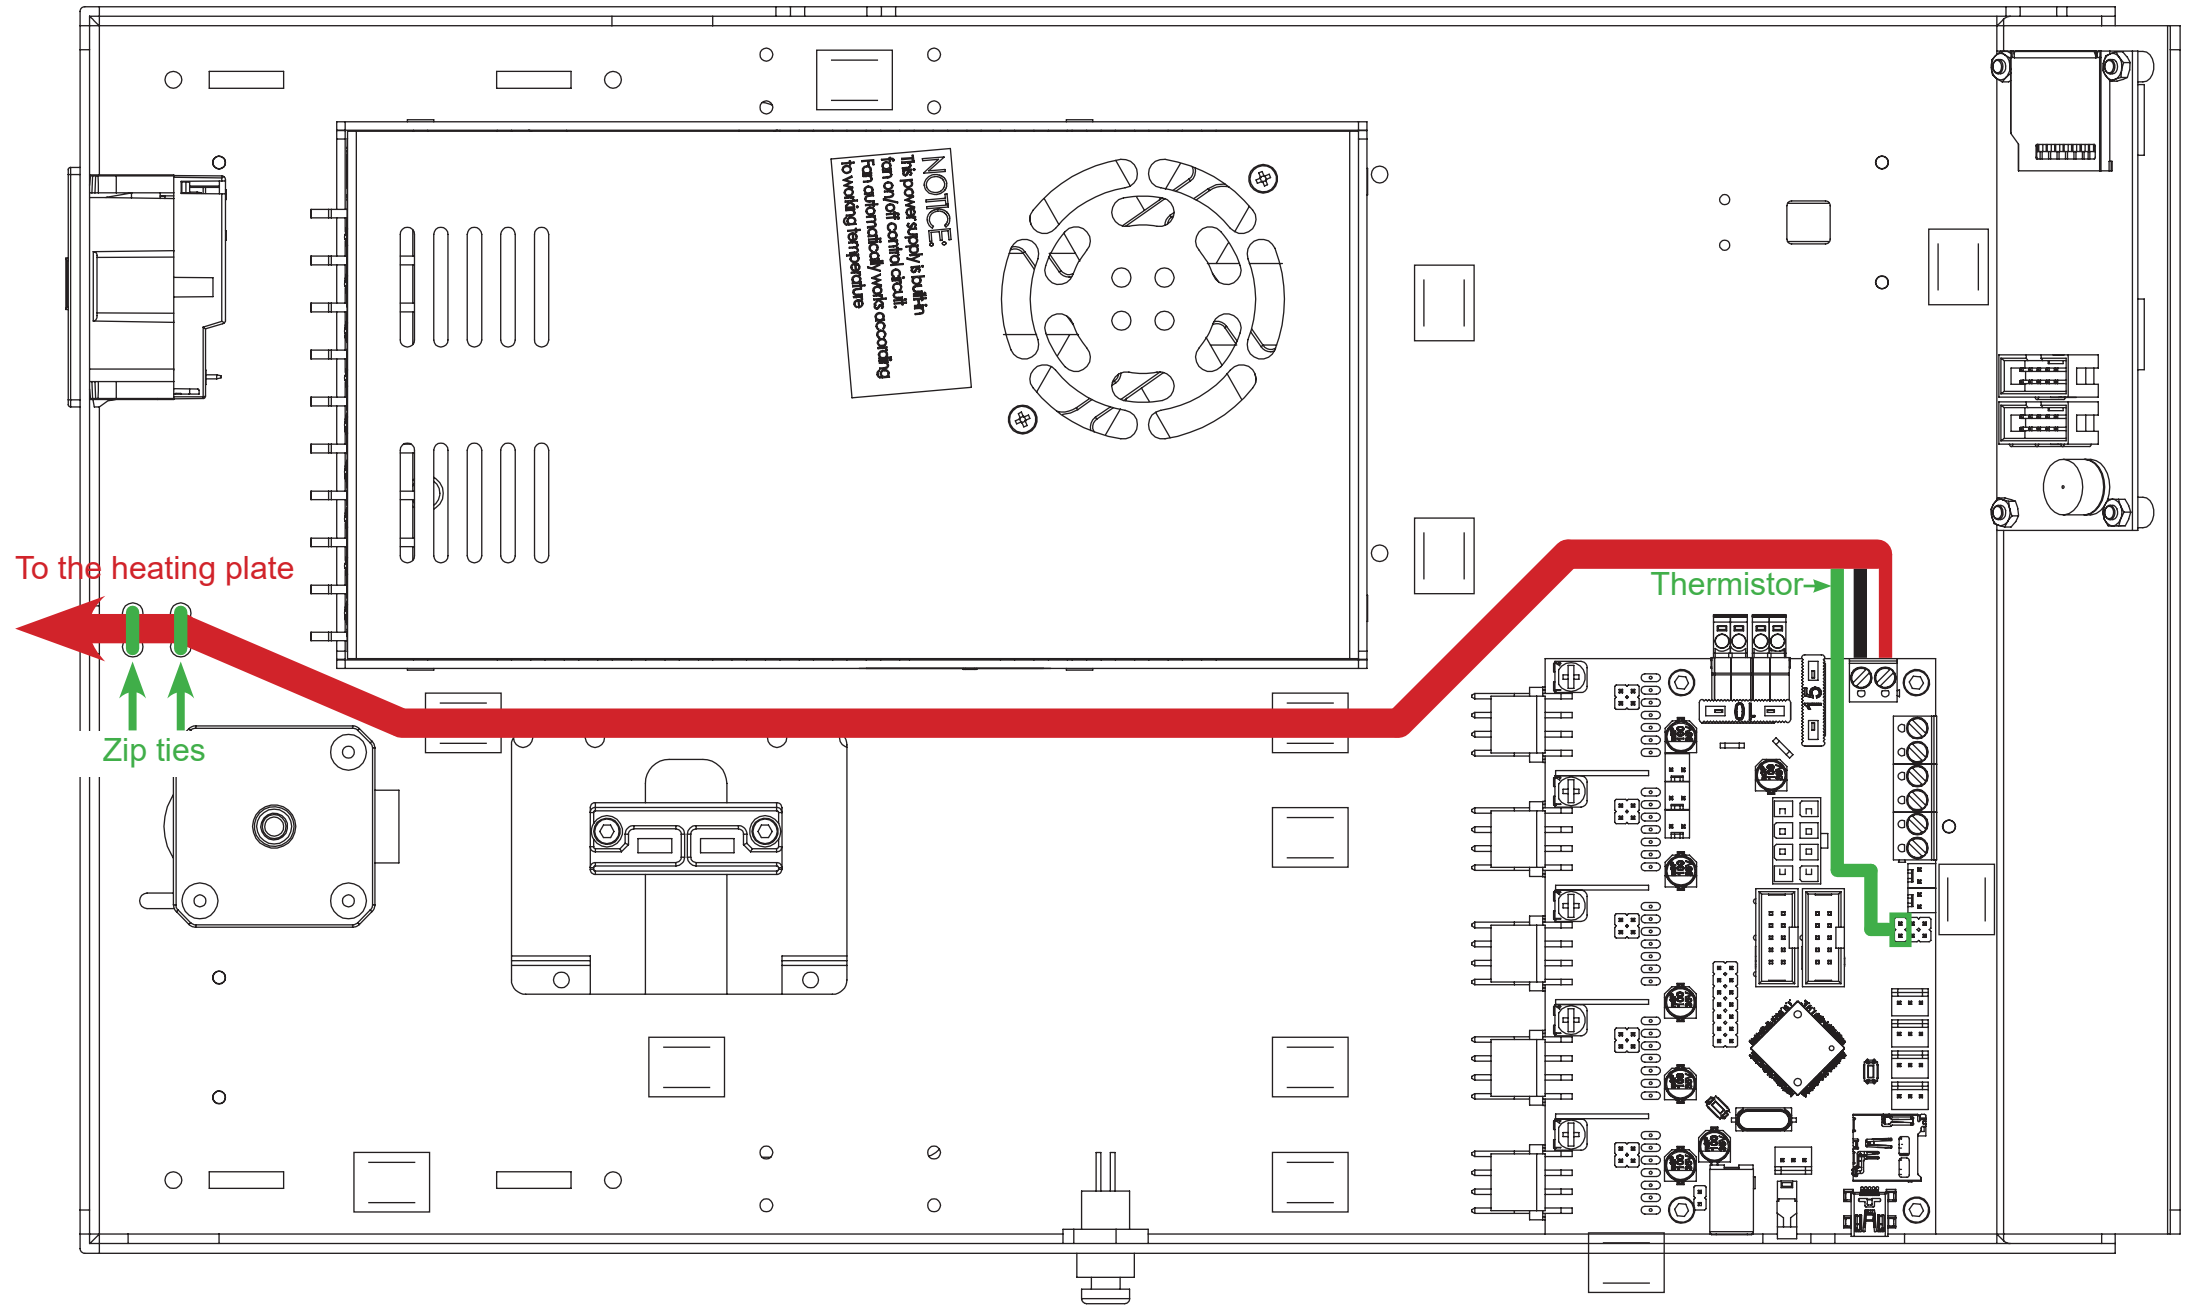 NOTICE:
This power supply is built-in
fan on/off control circuit.
Fan automatically works according
to working temperature
To the heating plate
Thermistor
15
10
Zip ties